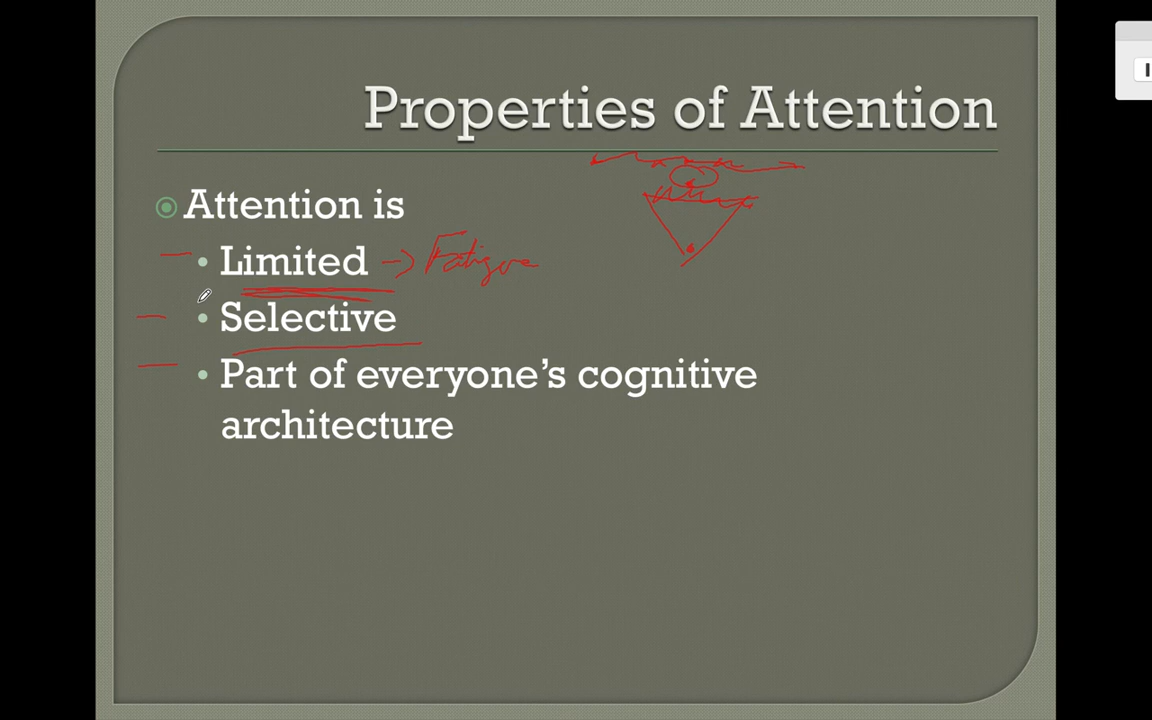 Properties of Attention
Attention is
Limited → Fatigue
Selective
Part of everyone's cognitive
architecture